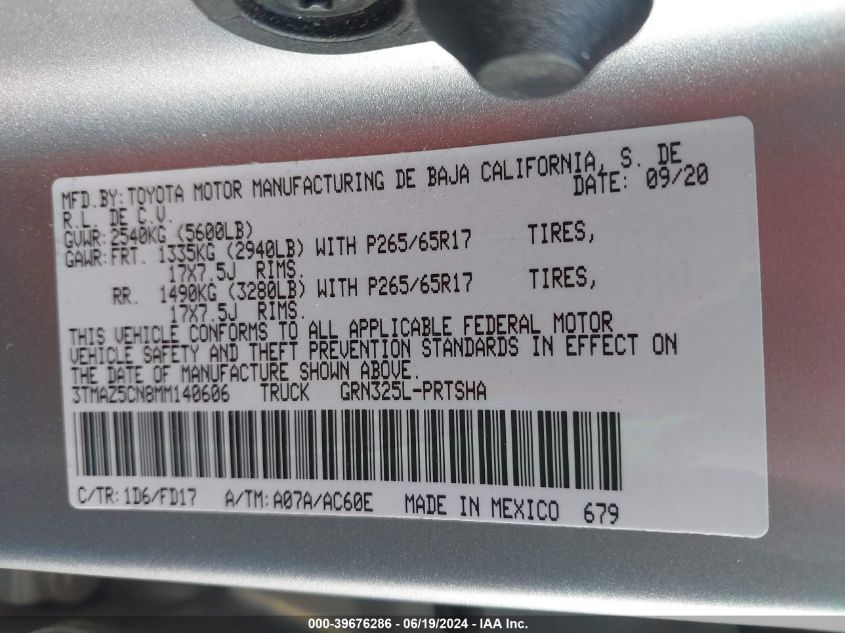 MFD.BY:TOYOTA MOTOR MANUFACTURING DE BAJA CALIFORNIA, S. DE
R.L. DE C.V. DATE: 09/20
GVWR:2540KG (5600LB)
GAWR:FRT. 1335KG (2940LB) WITH P265/65R17 TIRES,
17X7.5J RIMS.
RR. 1490KG (3280LB) WITH P265/65R17 TIRES,
17X7.5J RIMS.
THIS VEHICLE CONFORMS TO ALL APPLICABLE FEDERAL MOTOR
VEHICLE SAFETY AND THEFT PREVENTION STANDARDS IN EFFECT ON
THE DATE OF MANUFACTURE SHOWN ABOVE.
3TMAZ5CN8MM140606 TRUCK GRN325L-PRTSHA
C/TR:1D6/FD17 A/TM:A07A/AC60E MADE IN MEXICO 679
000-39676286 - 06/19/2024 - IAA Inc.